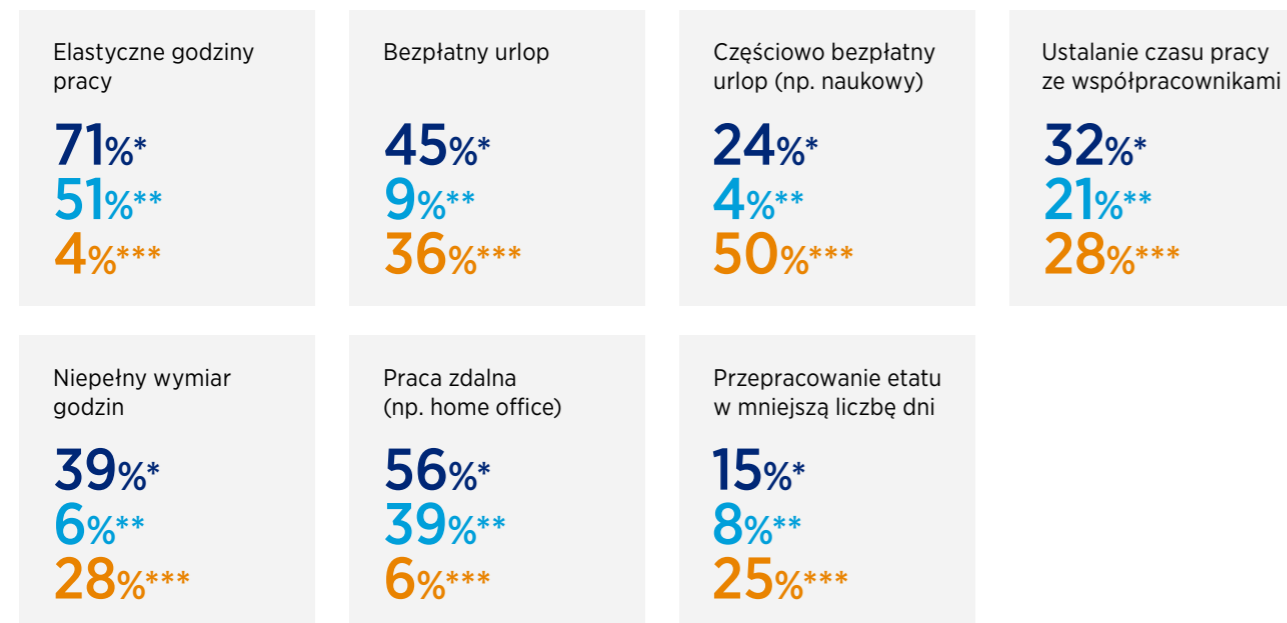 Elastyczne godziny
pracy
71%*
51%**
4%***
Bezpłatny urlop
45%*
9%**
36%***
Częściowo bezpłatny
urlop (np. naukowy)
24%*
4%**
50%***
Ustalanie czasu pracy
ze współpracownikami
32%*
21%**
28%***
Niepełny wymiar
godzin
39%*
6%**
28%***
Praca zdalna
(np. home office)
56%*
39%**
6%***
Przepracowanie etatu
w mniejszą liczbę dni
15%*
8%**
25%***